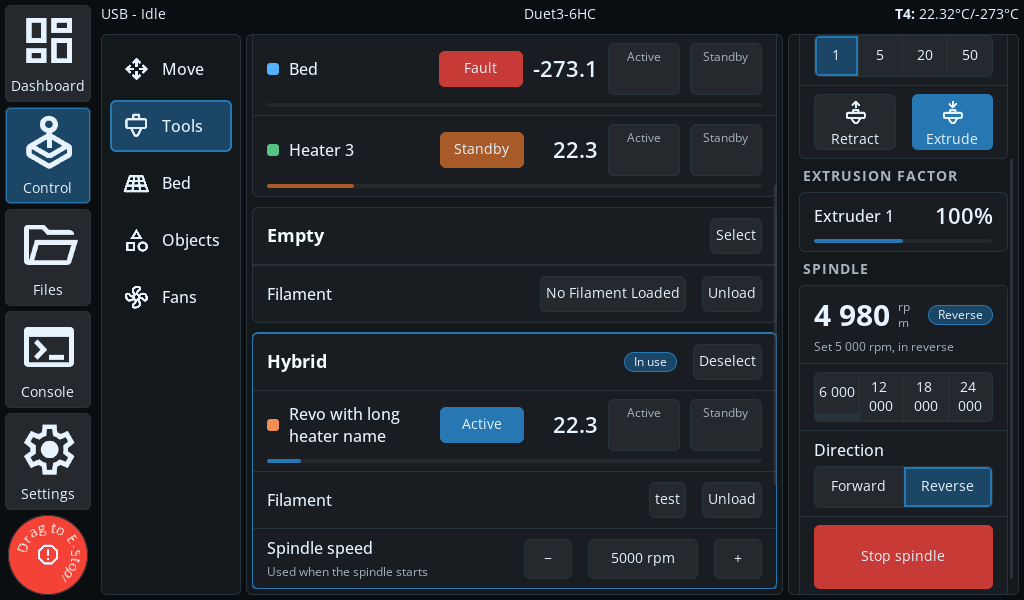 USB - Idle
Duet3-6HC
T4: 22.32°C/-273°C
Dashboard
Control
Files
Console
Settings
Drag to E-Stop!
Move
Tools
Bed
Objects
Fans
Bed
Fault
-273.1
Active
Standby
Heater 3
Standby
22.3
Active
Standby
Empty
Select
Filament
No Filament Loaded
Unload
Hybrid
In use
Deselect
Revo with long
heater name
Active
22.3
Active
Standby
Filament
test
Unload
Spindle speed
Used when the spindle starts
−
5000 rpm
+
1
5
20
50
Retract
Extrude
EXTRUSION FACTOR
Extruder 1
100%
SPINDLE
4 980
rp
m
Reverse
Set 5 000 rpm, in reverse
6 000
12
000
18
000
24
000
Direction
Forward
Reverse
Stop spindle